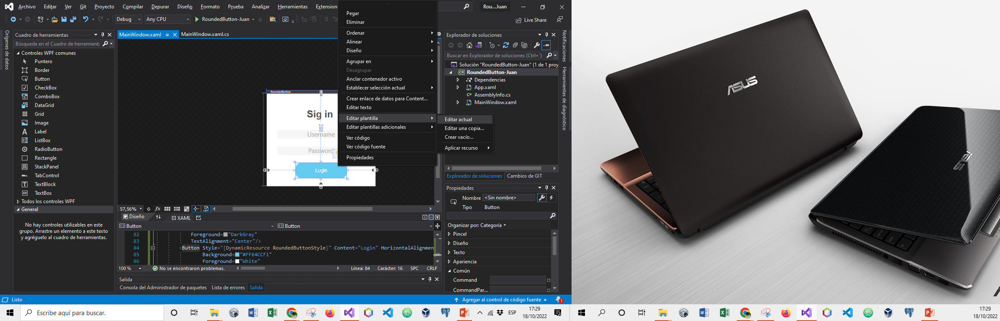 Archivo Editar Ver Git Proyecto Compilar Depurar Diseño Formato Prueba Analizar Herramientas Extension
Rou...Juan
Debug Any CPU RoundedButton-Juan
Live Share
Orígenes de datos
Cuadro de herramientas
Búsqueda en el Cuadro de herramient
Controles WPF comunes
Puntero
Border
Button
CheckBox
ComboBox
DataGrid
Grid
Image
Label
ListBox
RadioButton
Rectangle
StackPanel
TabControl
TextBlock
TextBox
Todos los controles WPF
General
No hay controles utilizables en este
grupo. Arrastre un elemento a este texto
y agréguelo al cuadro de herramientas.
MainWindow.xaml MainWindow.xaml.cs
RoundedButton
Sig in
288
Username
Password
Login
Pegar
Eliminar
Ordenar
Alinear
Diseño
Agrupar en
Desagrupar
Anclar contenedor activo
Establecer selección actual
Crear enlace de datos para Content...
Editar texto
Editar plantilla
Editar plantillas adicionales
Ver código
Ver código fuente
Propiedades
Editar actual
Editar una copia...
Crear vacío...
Aplicar recurso
57,56%
fx
Diseño XAML
Button Button
82 Foreground="DarkGray"
83 TextAlignment="Center"/>
84 <Button Style="{DynamicResource RoundedButtonStyle}" Content="Login" HorizontalAlignmen
85 Background="#FF64CCF1"
86 Foreground="White"
100 % No se encontraron problemas. Línea: 84 Carácter: 16 SPC CRLF
Salida
Consola del Administrador de paquetes Lista de errores Salida
Explorador de soluciones
Buscar en Explorador de soluciones (Ctrl+´)
Solución "RoundedButton-Juan" (1 de 1 proy
RoundedButton-Juan
Dependencias
App.xaml
AssemblyInfo.cs
MainWindow.xaml
Explorador de soluciones Cambios de GIT
Propiedades
Nombre <Sin nombre>
Tipo Button
Organizar por: Categoría
Pincel
Diseño
Texto
Apariencia
Común
Command
CommandPar...
Notificaciones
Herramientas de diagnóstico
Listo
Agregar al control de código fuente 1
Escribe aquí para buscar.
ESP
17:29
18/10/2022
ASUS
ASUS
17:29
18/10/2022